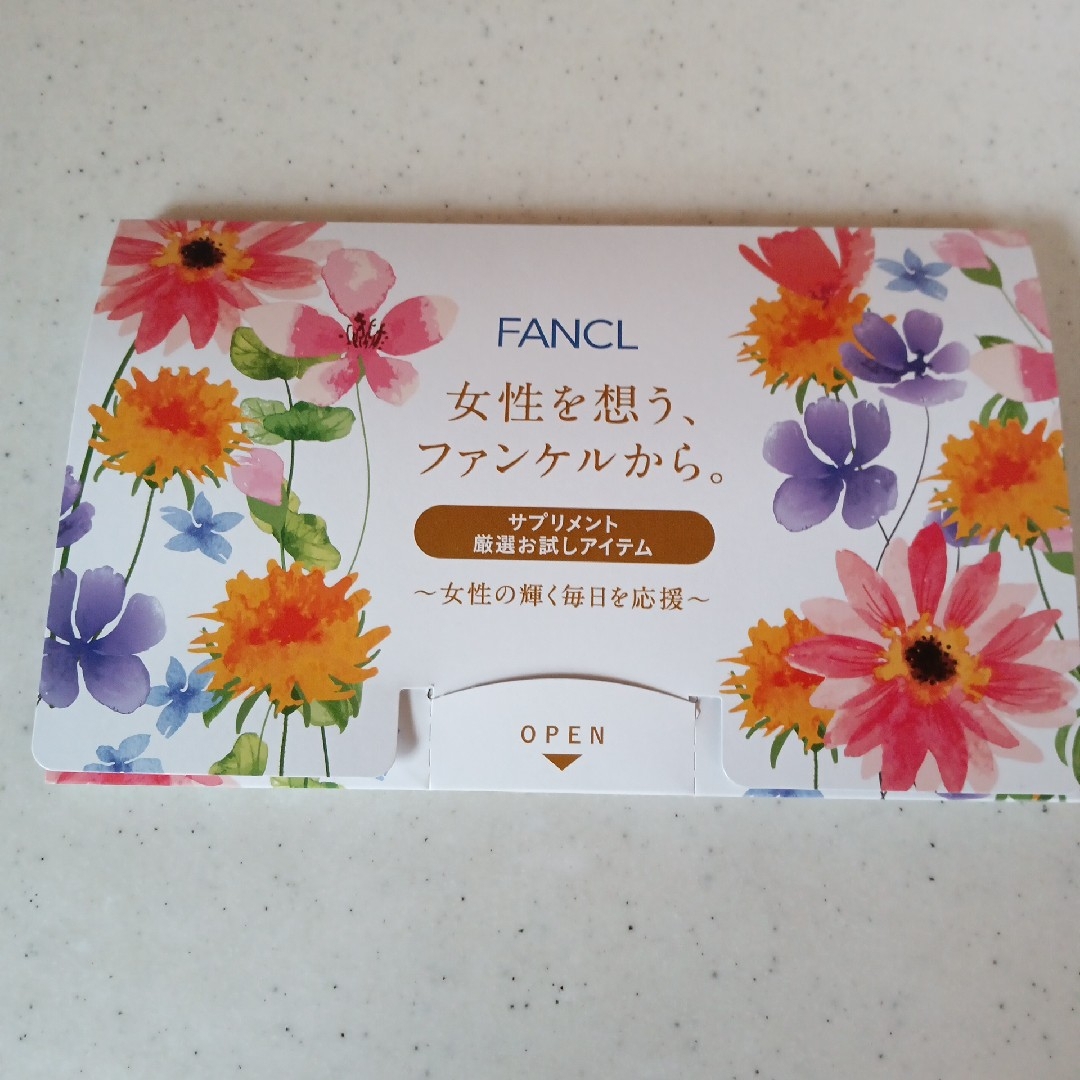 FANCL
女性を想う、
ファンケルから。
サプリメント
厳選お試しアイテム
～女性の輝く毎日を応援～
OPEN